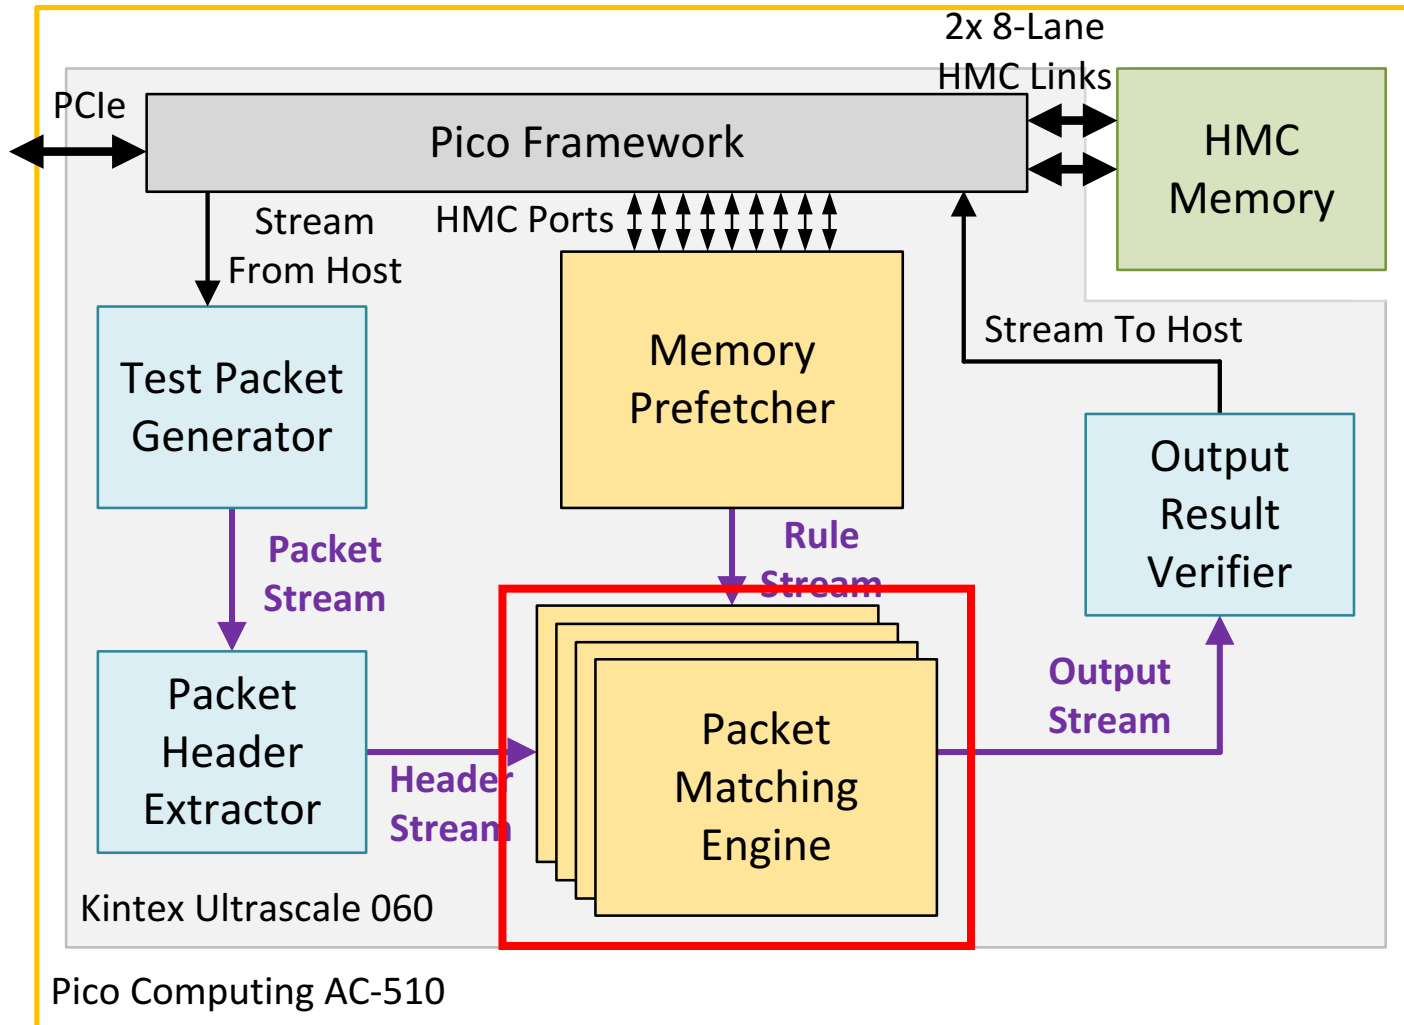 2x 8-Lane
HMC Links
PCIe
Pico Framework
HMC
Memory
Stream
From Host
HMC Ports
Stream To Host
Test Packet
Generator
Memory
Prefetcher
Output
Result
Verifier
Packet
Stream
Rule
Stream
Packet
Header
Extractor
Header
Stream
Packet
Matching
Engine
Output
Stream
Kintex Ultrascale 060
Pico Computing AC-510